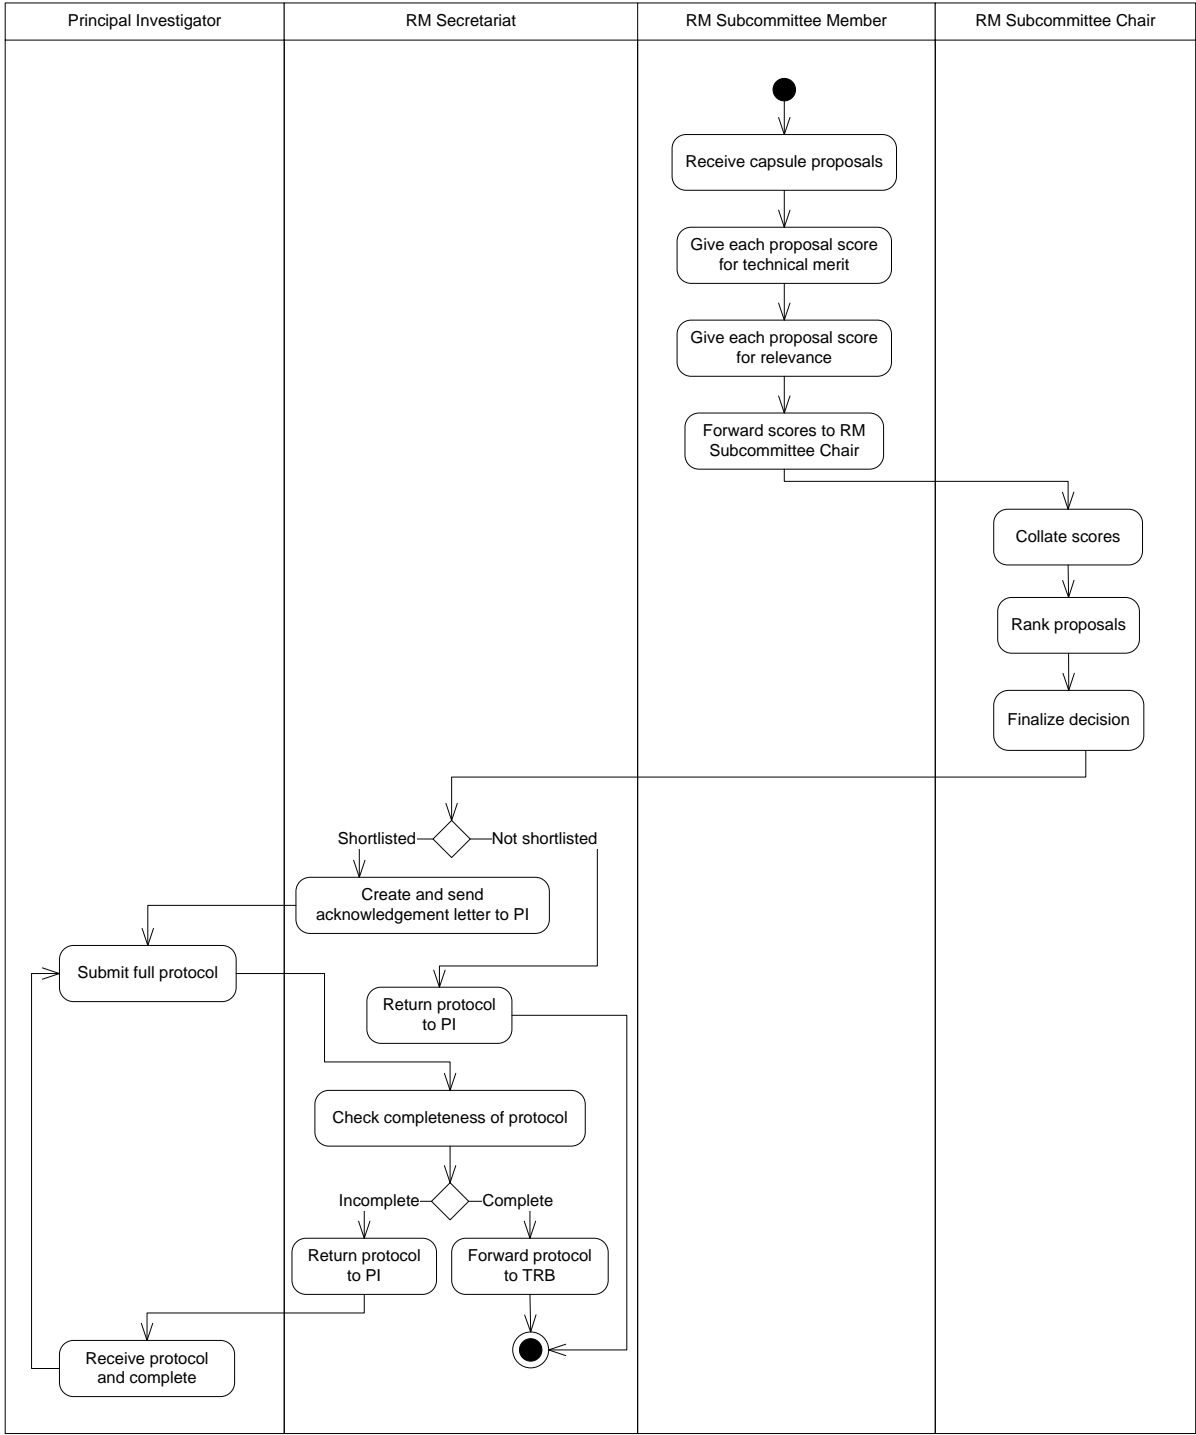 Principal Investigator
RM Secretariat
RM Subcommittee Member
RM Subcommittee Chair
Receive capsule proposals
Give each proposal score
for technical merit
Give each proposal score
for relevance
Forward scores to RM
Subcommittee Chair
Collate scores
Rank proposals
Finalize decision
Shortlisted
Not shortlisted
Create and send
acknowledgement letter to PI
Submit full protocol
Return protocol
to PI
Check completeness of protocol
Incomplete
Complete
Return protocol
to PI
Forward protocol
to TRB
Receive protocol
and complete